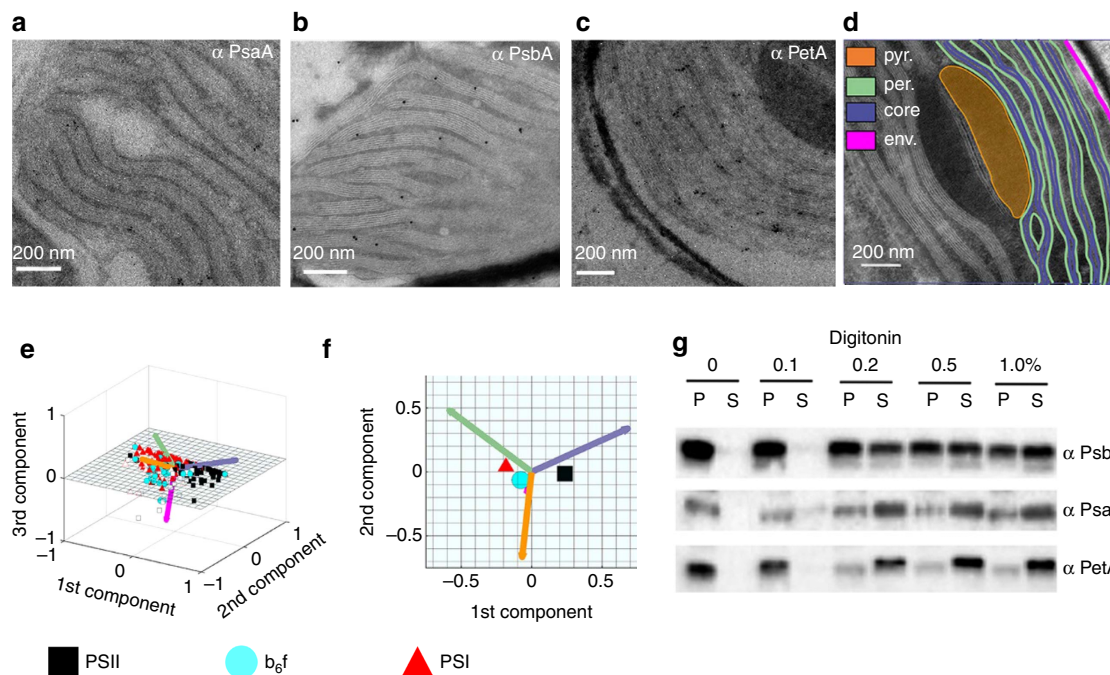 a
α PsaA
200 nm
b
α PsbA
200 nm
c
α PetA
200 nm
d
pyr.
per.
core
env.
200 nm
e
3rd component
1
0
−1
−1
0
1
1st component
−1
0
1
2nd component
f
2nd component
0.5
0
−0.5
−0.5
0
0.5
1st component
g
Digitonin
0
0.1
0.2
0.5
1.0%
P S P S P S P S P S
α Psb
α Psa
α PetA
PSII
b6f
PSI